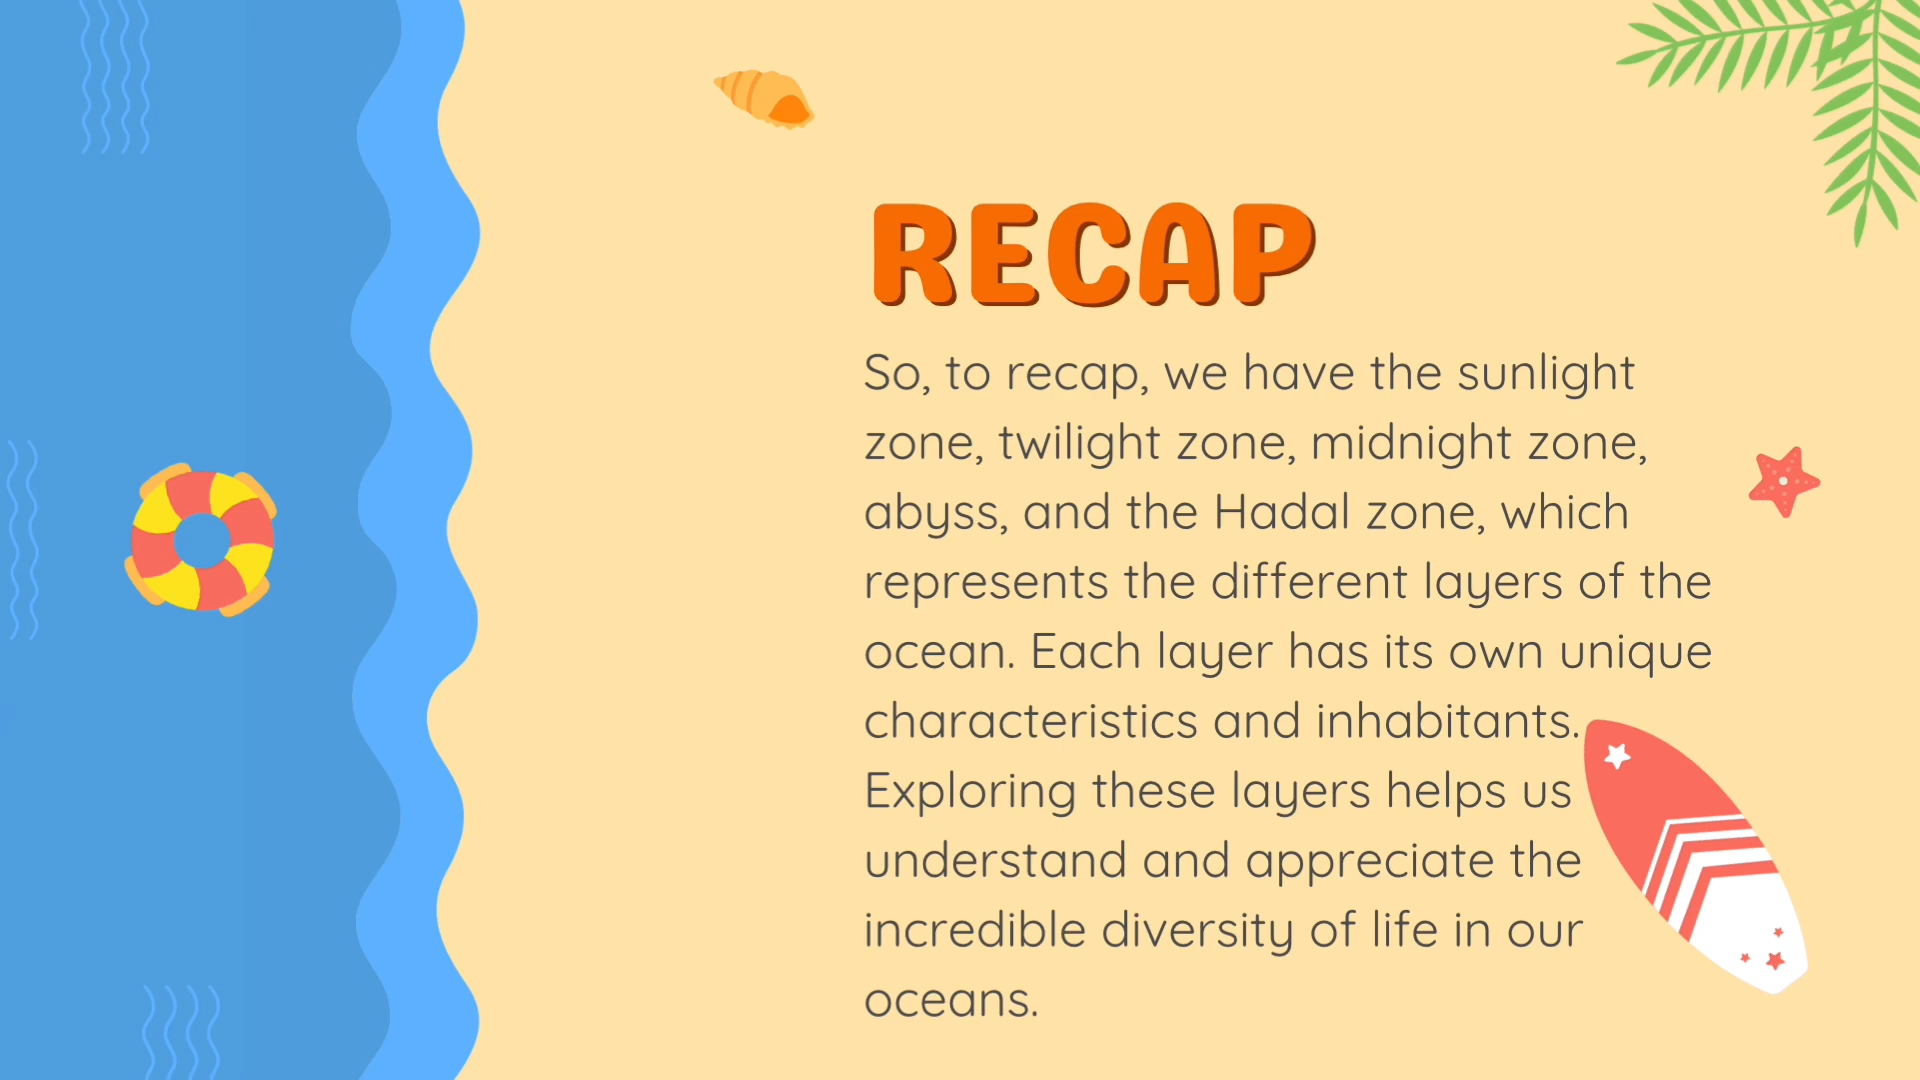 RECAP
So, to recap, we have the sunlight
zone, twilight zone, midnight zone,
abyss, and the Hadal zone, which
represents the different layers of the
ocean. Each layer has its own unique
characteristics and inhabitants.
Exploring these layers helps us
understand and appreciate the
incredible diversity of life in our
oceans.